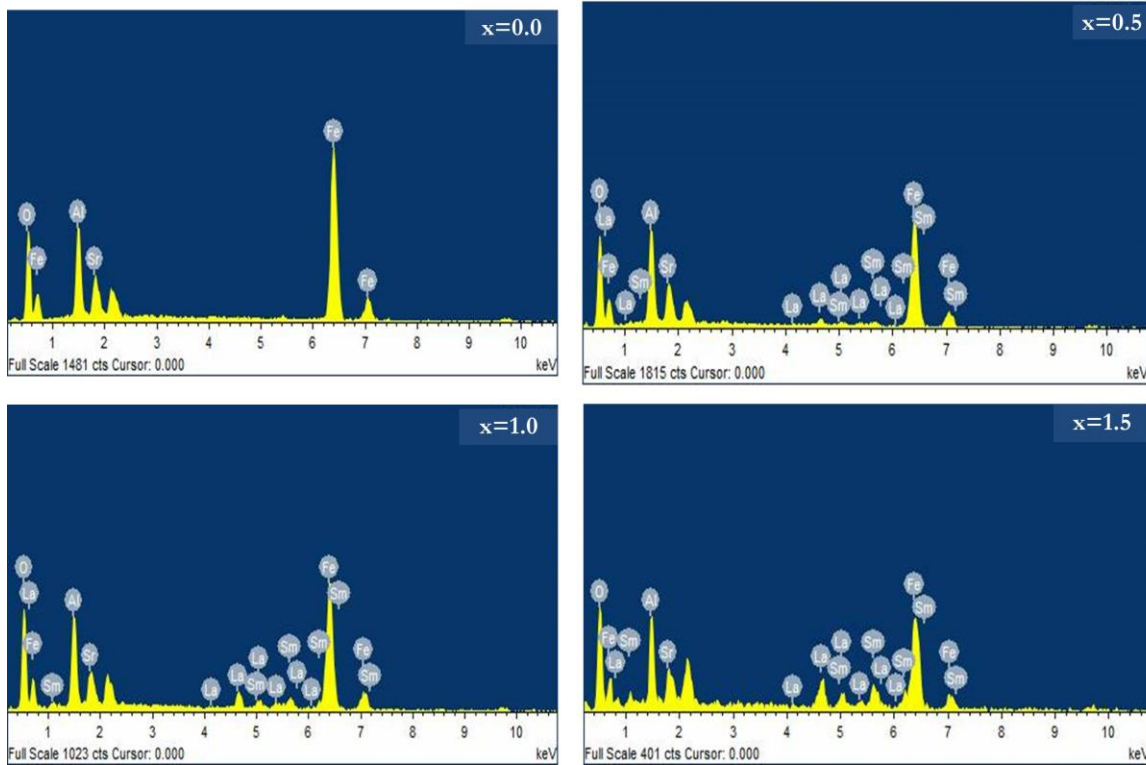 x=0.0
Fe
O
Al
Fe
Sr
Fe
1 2 3 4 5 6 7 8 9 10
Full Scale 1481 cts Cursor: 0.000 keV
x=0.5
O
Fe
La
Sm
Al
Fe
Sr
Sm
Sm
Fe
La
Sm
La
La
La
Sm
La
La
Sm
La
1 2 3 4 5 6 7 8 9 10
Full Scale 1815 cts Cursor: 0.000 keV
x=1.0
O
Fe
La
Sm
Al
Fe
Sr
Sm
Sm
Fe
La
La
La
Sm
Sm
La
Sm
La
La
1 2 3 4 5 6 7 8 9 10
Full Scale 1023 cts Cursor: 0.000 keV
x=1.5
O
Fe
Al
Sm
Fe
Sm
La
Sm
Fe
Sr
La
La
Sm
La
Sm
Sm
La
La
La
1 2 3 4 5 6 7 8 9 10
Full Scale 401 cts Cursor: 0.000 keV